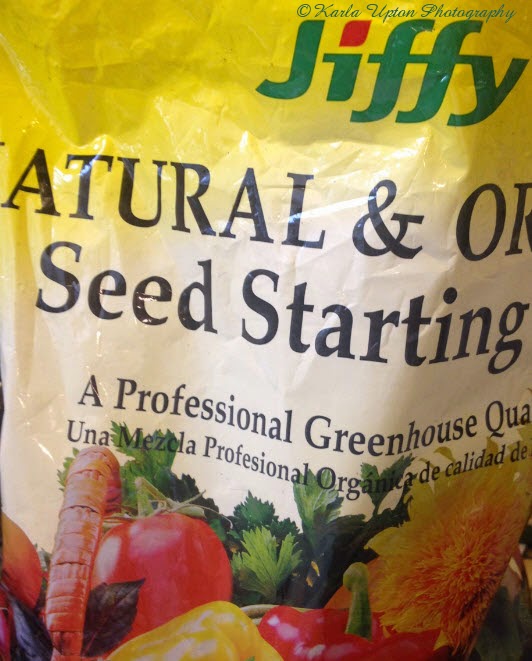 © Karla Upton Photography
Jiffy
ATURAL & OR
Seed Starting
A Professional Greenhouse Qua
Una Mezcla Profesional Orgánica de calidad de